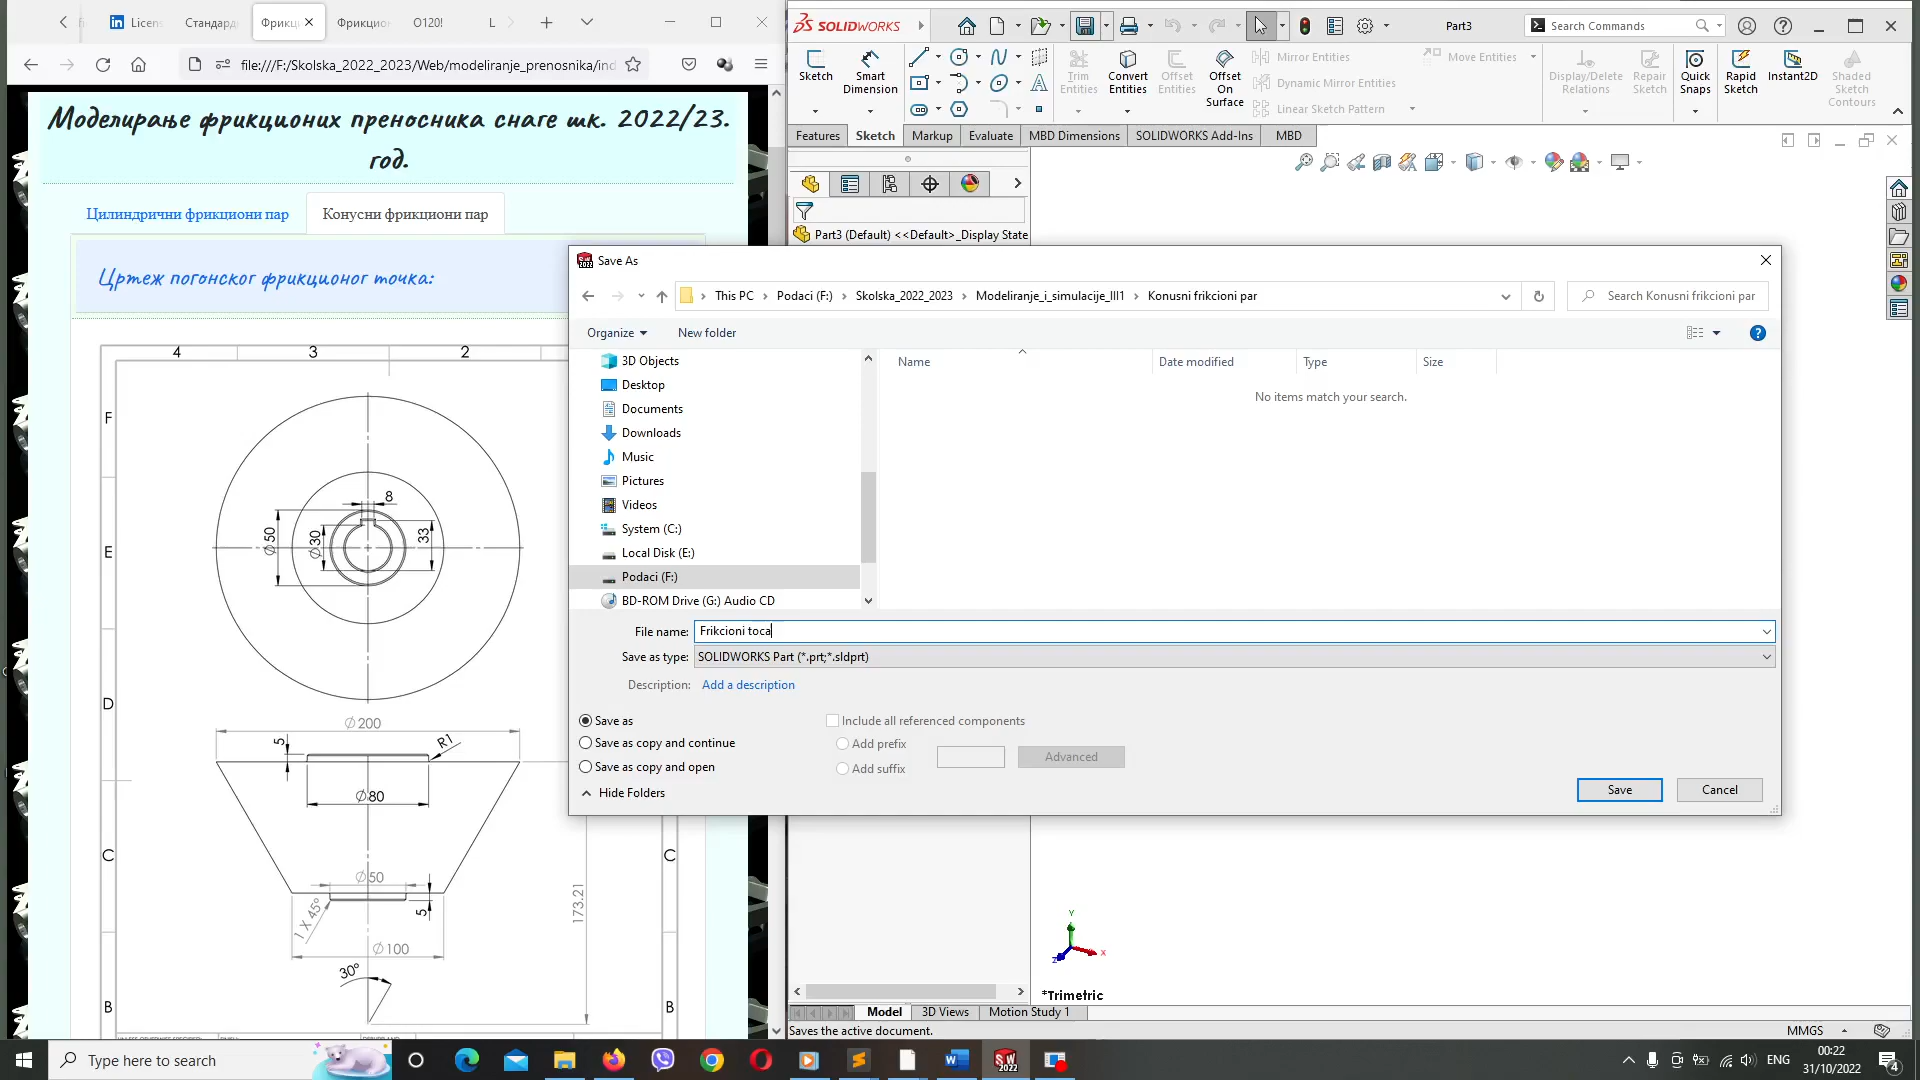 Licens
Стандард
Фрикц
Фрикцио
O120!
L
file:///F:/Skolska_2022_2023/Web/modeliranje_prenosnika/ind
Моделирање фрикционих преносника снаге шк. 2022/23.
год.
Цилиндрични фрикциони пар
Конусни фрикциони пар
Цртеж погонског фрикционог точка:
4
3
2
F
E
D
C
C
B
B
8
∅50
∅30
33
∅200
5
R1
∅80
∅50
5
1 X 45°
∅100
30°
173.21
SOLIDWORKS
Part3
Search Commands
Sketch
Smart Dimension
Trim Entities
Convert Entities
Offset Entities
Offset On Surface
Mirror Entities
Dynamic Mirror Entities
Linear Sketch Pattern
Move Entities
Display/Delete Relations
Repair Sketch
Quick Snaps
Rapid Sketch
Instant2D
Shaded Sketch Contours
Features
Sketch
Markup
Evaluate
MBD Dimensions
SOLIDWORKS Add-Ins
MBD
Part3 (Default) <<Default>_Display State
Save As
This PC
Podaci (F:)
Skolska_2022_2023
Modeliranje_i_simulacije_III1
Konusni frikcioni par
Search Konusni frikcioni par
Organize
New folder
3D Objects
Desktop
Documents
Downloads
Music
Pictures
Videos
System (C:)
Local Disk (E:)
Podaci (F:)
BD-ROM Drive (G:) Audio CD
Name
Date modified
Type
Size
No items match your search.
File name:
Frikcioni toca
Save as type:
SOLIDWORKS Part (*.prt;*.sldprt)
Description:
Add a description
Save as
Save as copy and continue
Save as copy and open
Include all referenced components
Add prefix
Add suffix
Advanced
Hide Folders
Save
Cancel
Y
X
Z
*Trimetric
Model
3D Views
Motion Study 1
Saves the active document.
MMGS
Type here to search
ENG
00:22
31/10/2022
4